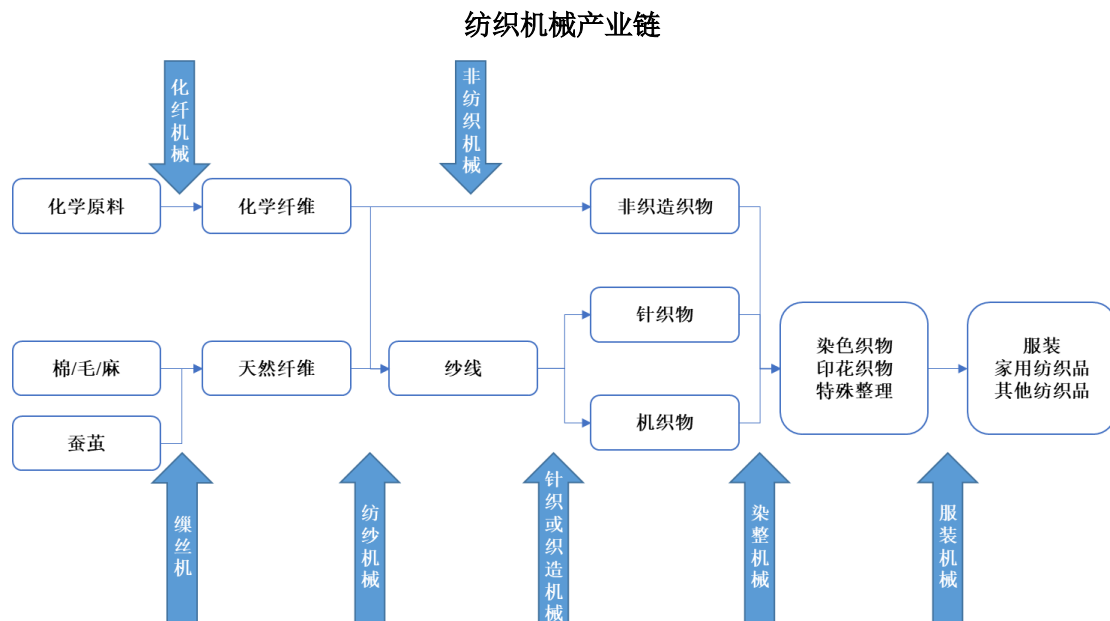 纺织机械产业链
化纤机械
非纺织机械
化学原料
化学纤维
非织造织物
针织物
棉/毛/麻
天然纤维
纱线
染色织物
印花织物
特殊整理
服装
家用纺织品
其他纺织品
蚕茧
机织物
缫丝机
纺纱机械
针织或织造机械
染整机械
服装机械